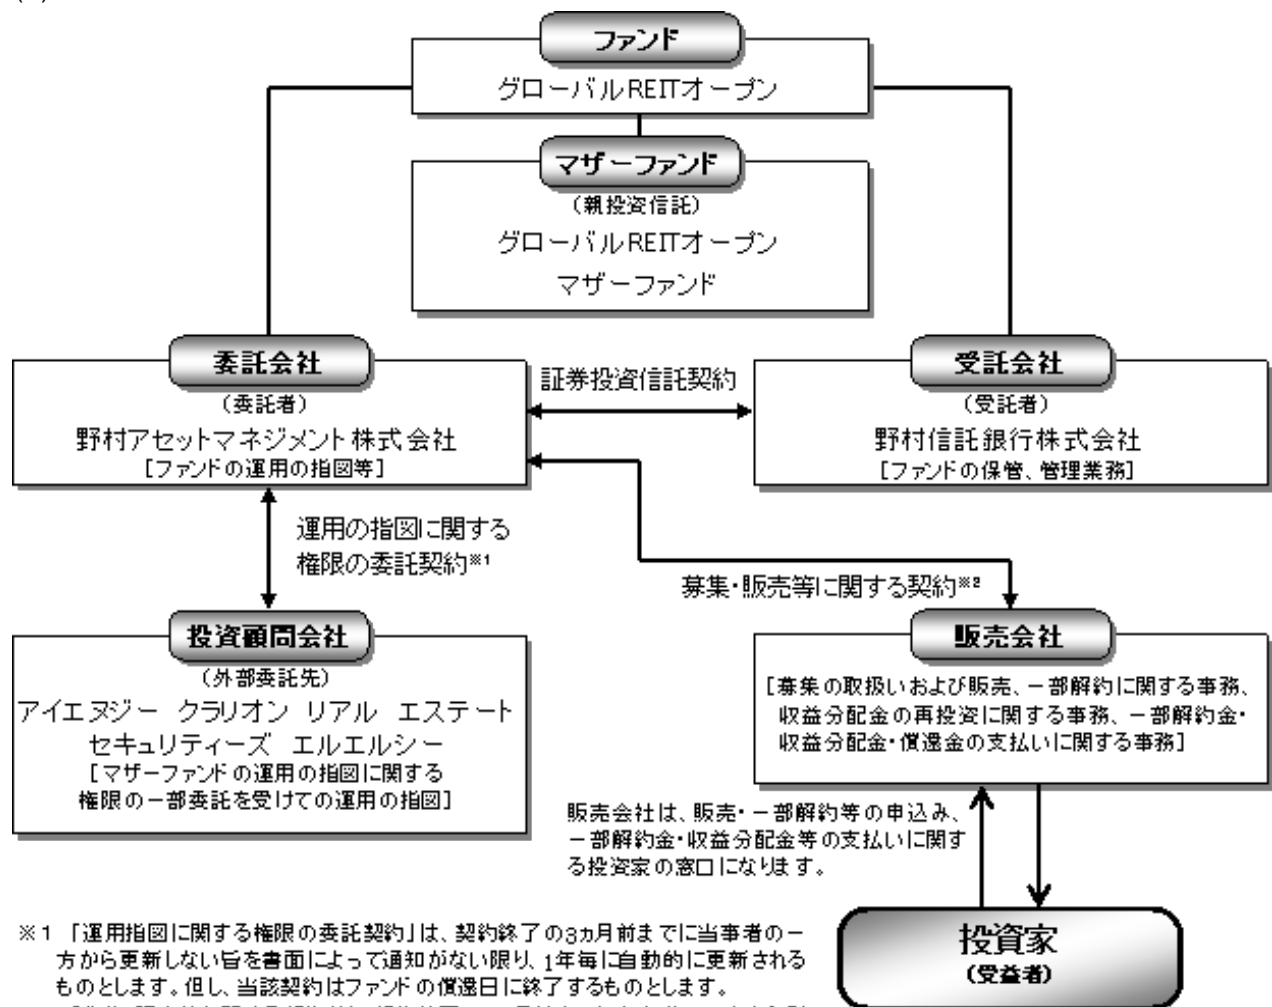 ファンド
グローバルREITオープン
マザーファンド
(親投資信託)
グローバルREITオープン
マザーファンド
委託会社
(委託者)
野村アセットマネジメント株式会社
[ファンドの運用の指図等]
証券投資信託契約
受託会社
(受託者)
野村信託銀行株式会社
[ファンドの保管、管理業務]
運用の指図に関する
権限の委託契約※1
募集・販売等に関する契約※2
投資顧問会社
(外部委託先)
アイエヌジー クラリオン リアル エステート
セキュリティーズ エルエルシー
[マザーファンドの運用の指図に関する
権限の一部委託を受けての運用の指図]
販売会社
[募集の取扱いおよび販売、一部解約に関する事務、
収益分配金の再投資に関する事務、一部解約金・
収益分配金・償還金の支払いに関する事務]
販売会社は、販売・一部解約等の申込み、
一部解約金・収益分配金等の支払いに関す
る投資家の窓口になります。
投資家
(受益者)
※1 「運用指図に関する権限の委託契約」は、契約終了の3ヵ月前までに当事者の一
方から更新しない旨を書面によって通知がない限り、1年毎に自動的に更新される
ものとします。但し、当該契約はファンドの償還日に終了するものとします。